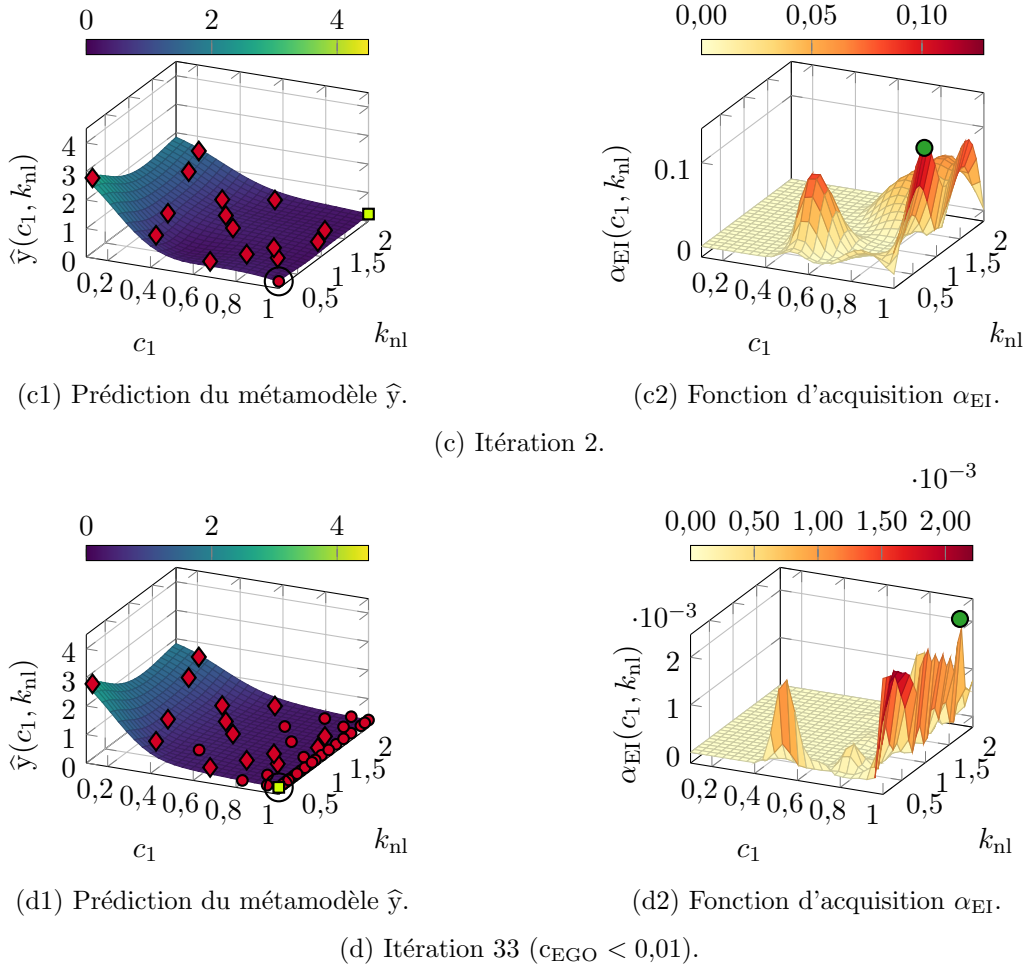 0 2 4
0,00 0,05 0,10
ŷ(c₁, kₙₗ)
4
3
2
1
0
0,2 0,4 0,6 0,8 1
0,5 1 1,5 2
c₁
kₙₗ
α_EI(c₁, kₙₗ)
0.1
0
0,2 0,4 0,6 0,8 1
0,5 1 1,5 2
c₁
kₙₗ
(c1) Prédiction du métamodèle ŷ.
(c2) Fonction d'acquisition α_EI.
(c) Itération 2.
0 2 4
·10⁻³
0,00 0,50 1,00 1,50 2,00
ŷ(c₁, kₙₗ)
4
3
2
1
0
0,2 0,4 0,6 0,8 1
0,5 1 1,5 2
c₁
kₙₗ
·10⁻³
α_EI(c₁, kₙₗ)
2
1
0
0,2 0,4 0,6 0,8 1
0,5 1 1,5 2
c₁
kₙₗ
(d1) Prédiction du métamodèle ŷ.
(d2) Fonction d'acquisition α_EI.
(d) Itération 33 (c_EGO < 0,01).